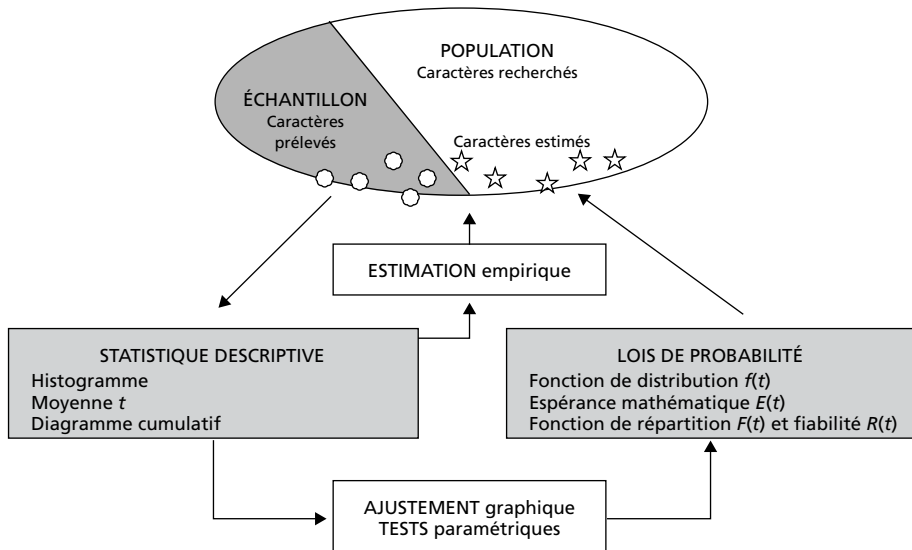 POPULATION
Caractères recherchés
ÉCHANTILLON
Caractères
prélevés
Caractères estimés
ESTIMATION empirique
STATISTIQUE DESCRIPTIVE
Histogramme
Moyenne t
Diagramme cumulatif
LOIS DE PROBABILITÉ
Fonction de distribution f(t)
Espérance mathématique E(t)
Fonction de répartition F(t) et fiabilité R(t)
AJUSTEMENT graphique
TESTS paramétriques